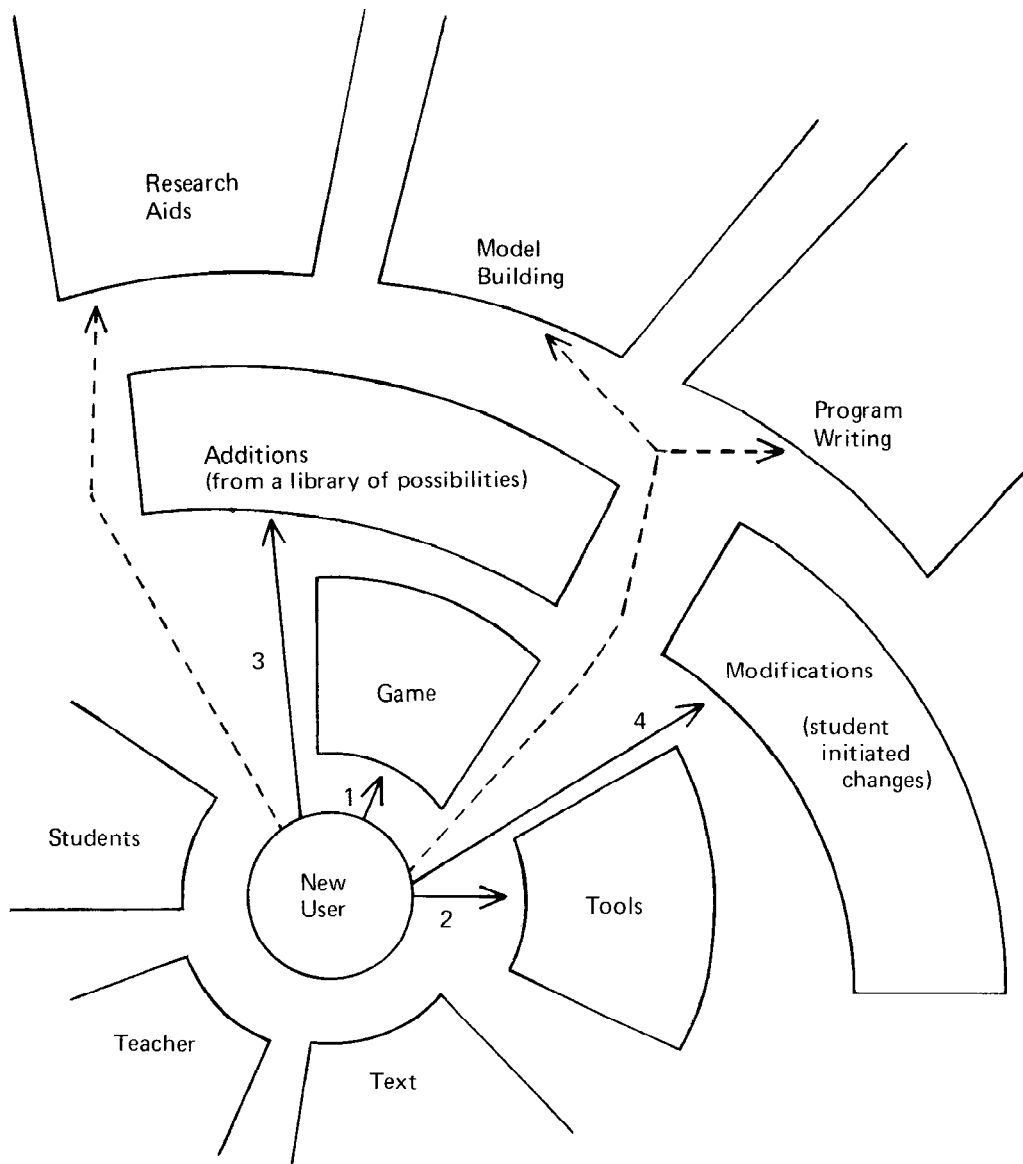 Research
Aids
Model
Building
Program
Writing
Additions
(from a library of possibilities)
3
Game
Modifications
(student
initiated
changes)
4
1
Students
New
User
2
Tools
Teacher
Text